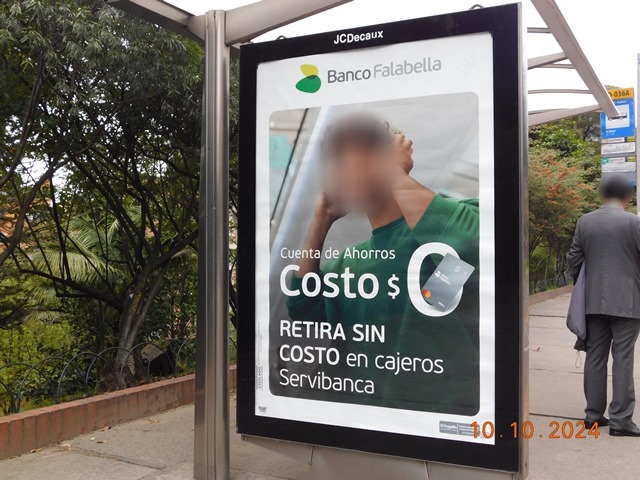 JCDecaux
Banco Falabella
Cuenta de Ahorros
Costo $0
RETIRA SIN
COSTO en cajeros
Servibanca
10.10.2024